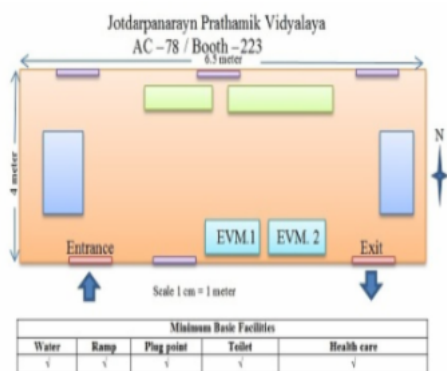 Jotdarpanarayn Prathamik Vidyalaya
AC –78 / Booth –223
6.5 meter
4 meter
N
EVM.1 EVM. 2
Entrance Exit
Scale 1 cm = 1 meter
Minimum Basic Facilities
Water Ramp Plug point Toilet Health care
√ √ √ √ √